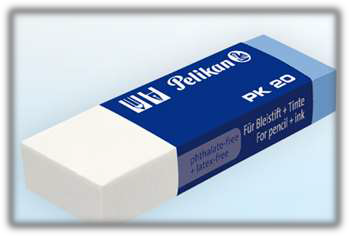 Pelikan
PK 20
Für Bleistift + Tinte
For pencil + ink
phthalate-free
+ latex-free